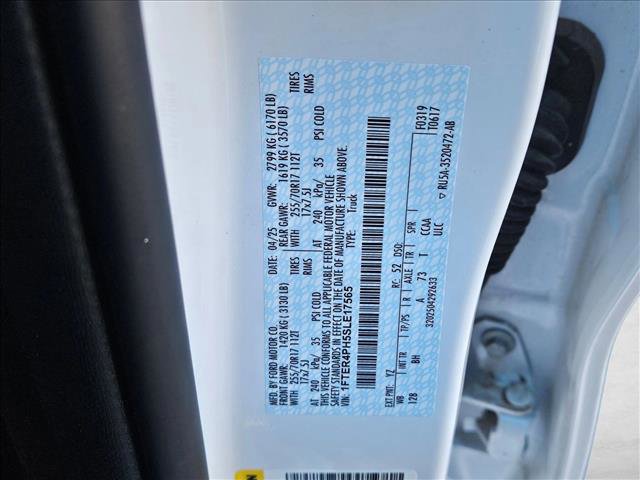 MFD. BY FORD MOTOR CO.
DATE: 04/25 GVWR: 2799 KG ( 6170 LB)
FRONT GAWR: 1420 KG ( 3130 LB) REAR GAWR: 1619 KG ( 3570 LB)
WITH 255/70R17 112T TIRES WITH 255/70R17 112T TIRES
17x7.5J RIMS 17x7.5J RIMS
AT 240 kPa/ 35 PSI COLD AT 240 kPa/ 35 PSI COLD
THIS VEHICLE CONFORMS TO ALL APPLICABLE FEDERAL MOTOR VEHICLE
SAFETY STANDARDS IN EFFECT ON THE DATE OF MANUFACTURE SHOWN ABOVE.
VIN: 1FTER4PH5SLE17565 TYPE: Truck
F0319
T0617
EXT PNT: YZ RC: 52 DSO:
WB INT TR TP/PS R AXLE TR SPR
128 BH A 73 T CCAA
ULC
3202504292633 RU5A-3520472-AB